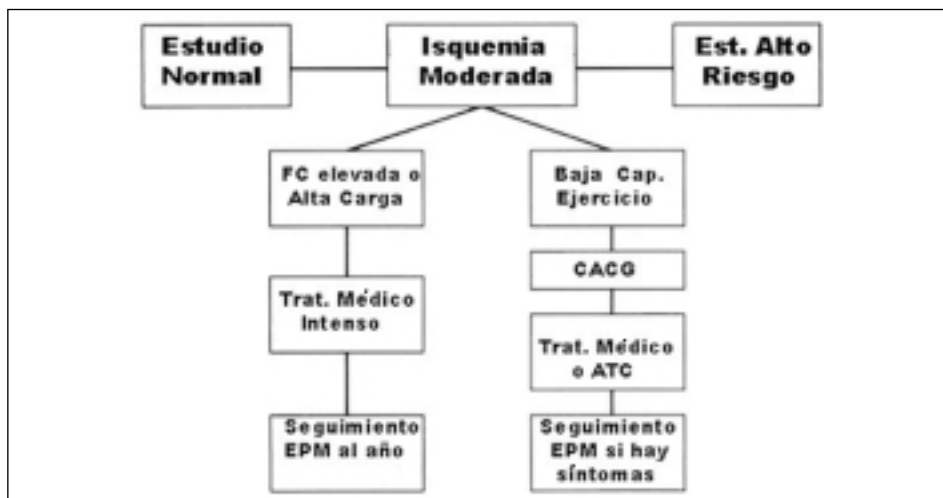 Estudio
Normal
Isquemia
Moderada
Est. Alto
Riesgo
FC elevada o
Alta Carga
Baja Cap.
Ejercicio
CACG
Trat. Médico
Intenso
Trat. Médico
o ATC
Seguimiento
EPM al año
Seguimiento
EPM si hay
síntomas